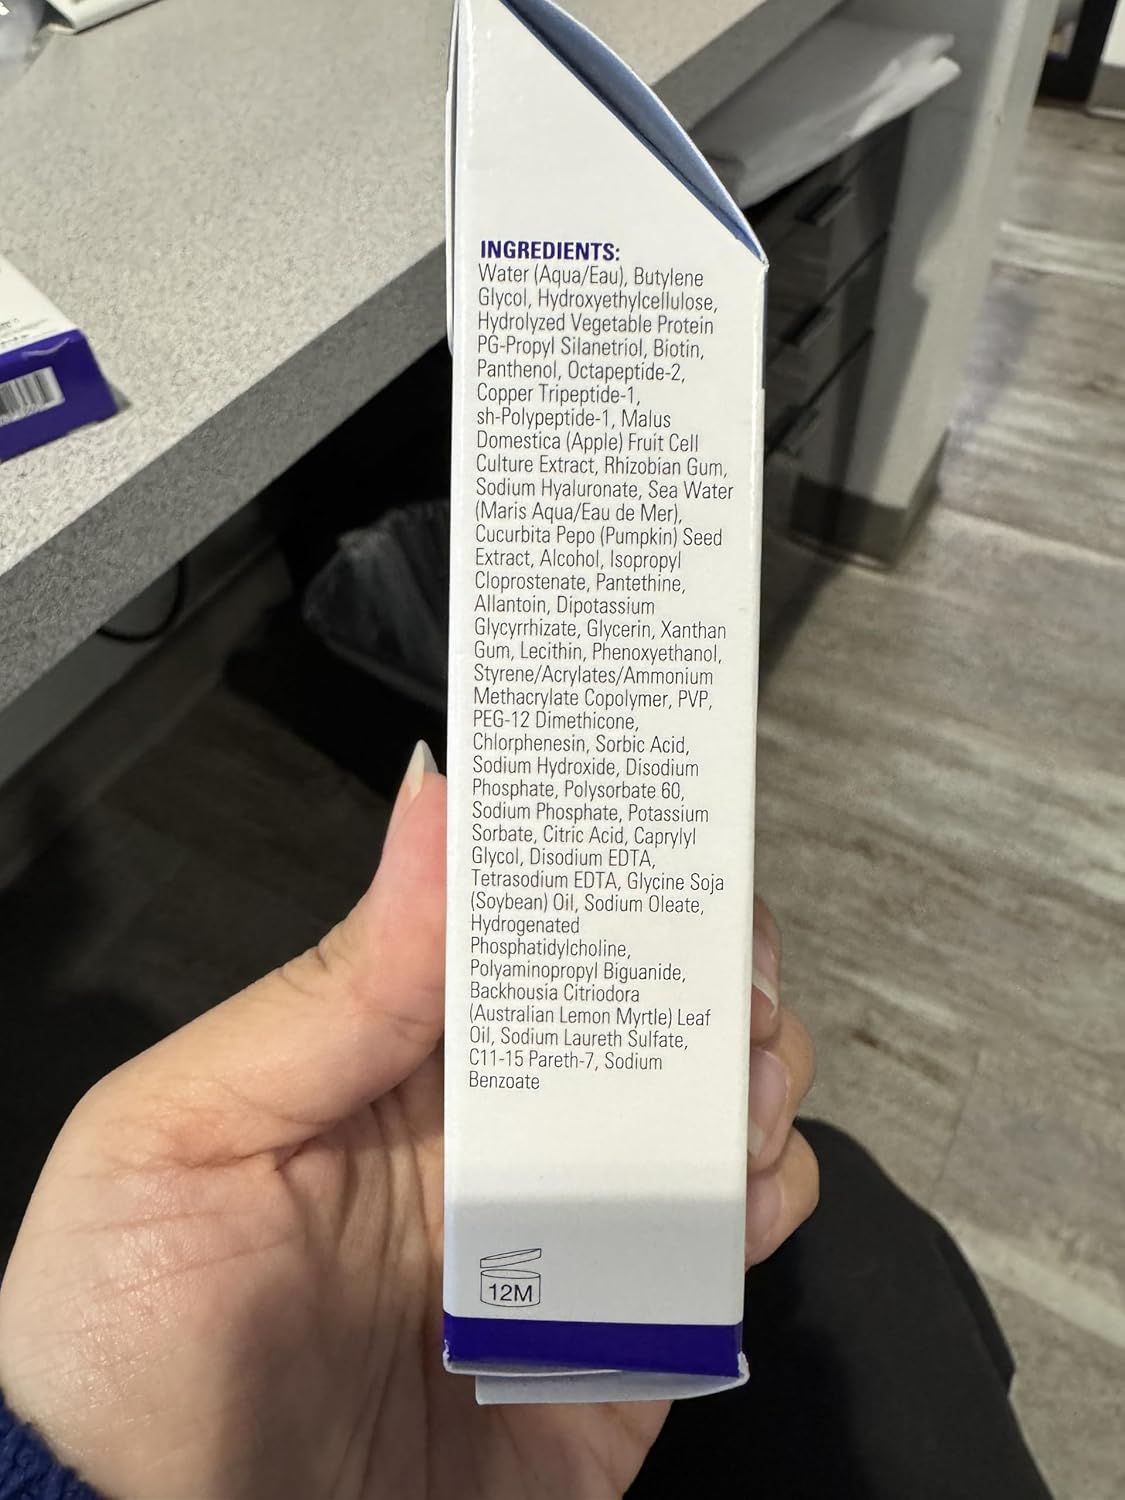 INGREDIENTS:
Water (Aqua/Eau), Butylene
Glycol, Hydroxyethylcellulose,
Hydrolyzed Vegetable Protein
PG-Propyl Silanetriol, Biotin,
Panthenol, Octapeptide-2,
Copper Tripeptide-1,
sh-Polypeptide-1, Malus
Domestica (Apple) Fruit Cell
Culture Extract, Rhizobian Gum,
Sodium Hyaluronate, Sea Water
(Maris Aqua/Eau de Mer),
Cucurbita Pepo (Pumpkin) Seed
Extract, Alcohol, Isopropyl
Cloprostenate, Pantethine,
Allantoin, Dipotassium
Glycyrrhizate, Glycerin, Xanthan
Gum, Lecithin, Phenoxyethanol,
Styrene/Acrylates/Ammonium
Methacrylate Copolymer, PVP,
PEG-12 Dimethicone,
Chlorphenesin, Sorbic Acid,
Sodium Hydroxide, Disodium
Phosphate, Polysorbate 60,
Sodium Phosphate, Potassium
Sorbate, Citric Acid, Caprylyl
Glycol, Disodium EDTA,
Tetrasodium EDTA, Glycine Soja
(Soybean) Oil, Sodium Oleate,
Hydrogenated
Phosphatidylcholine,
Polyaminopropyl Biguanide,
Backhousia Citriodora
(Australian Lemon Myrtle) Leaf
Oil, Sodium Laureth Sulfate,
C11-15 Pareth-7, Sodium
Benzoate
12M